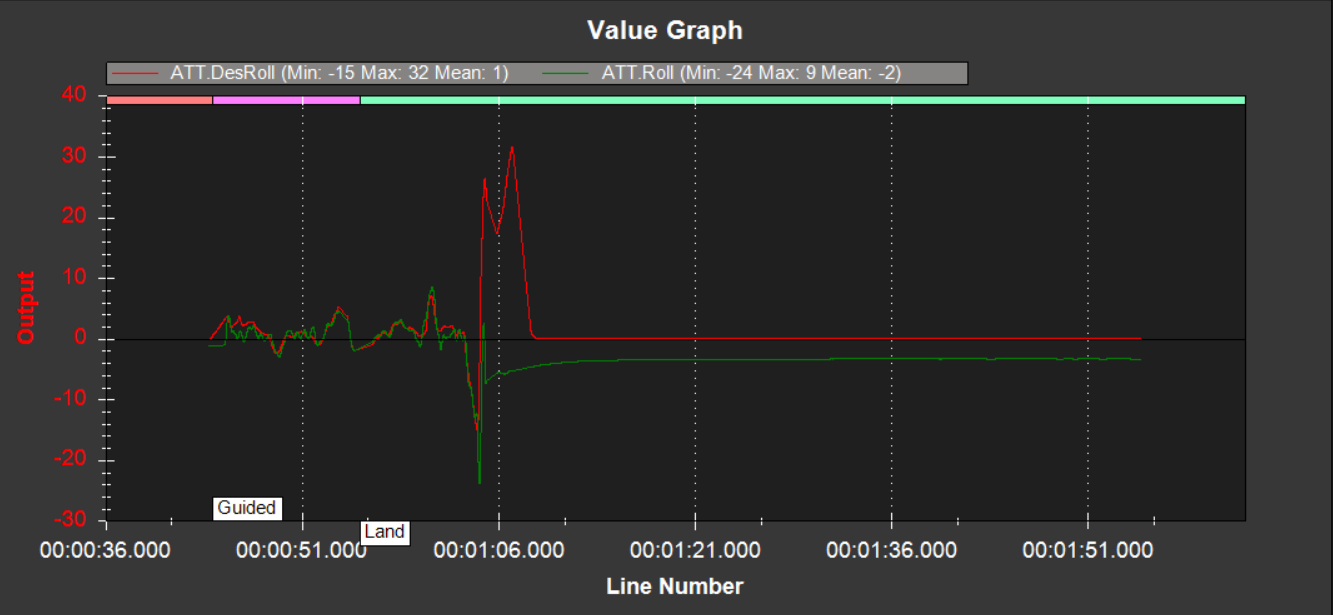 Value Graph
ATT.DesRoll (Min: -15 Max: 32 Mean: 1) ATT.Roll (Min: -24 Max: 9 Mean: -2)
40
30
20
10
0
-10
-20
-30
Output
Guided
Land
00:00:36.000 00:00:51.000 00:01:06.000 00:01:21.000 00:01:36.000 00:01:51.000
Line Number